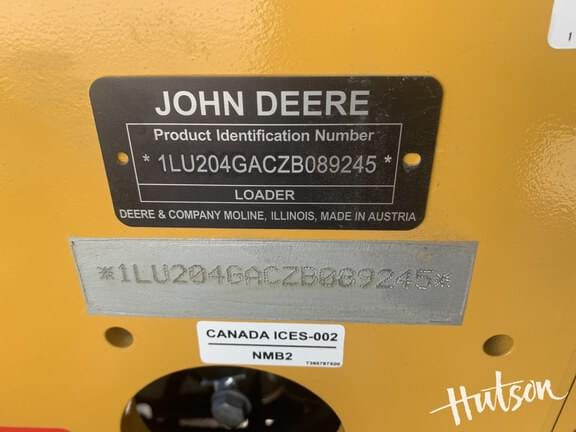 JOHN DEERE
Product Identification Number
* 1LU204GACZB089245 *
LOADER
DEERE & COMPANY MOLINE, ILLINOIS, MADE IN AUSTRIA
*1LU204GACZB089245*
CANADA ICES-002
NMB2
Hutson